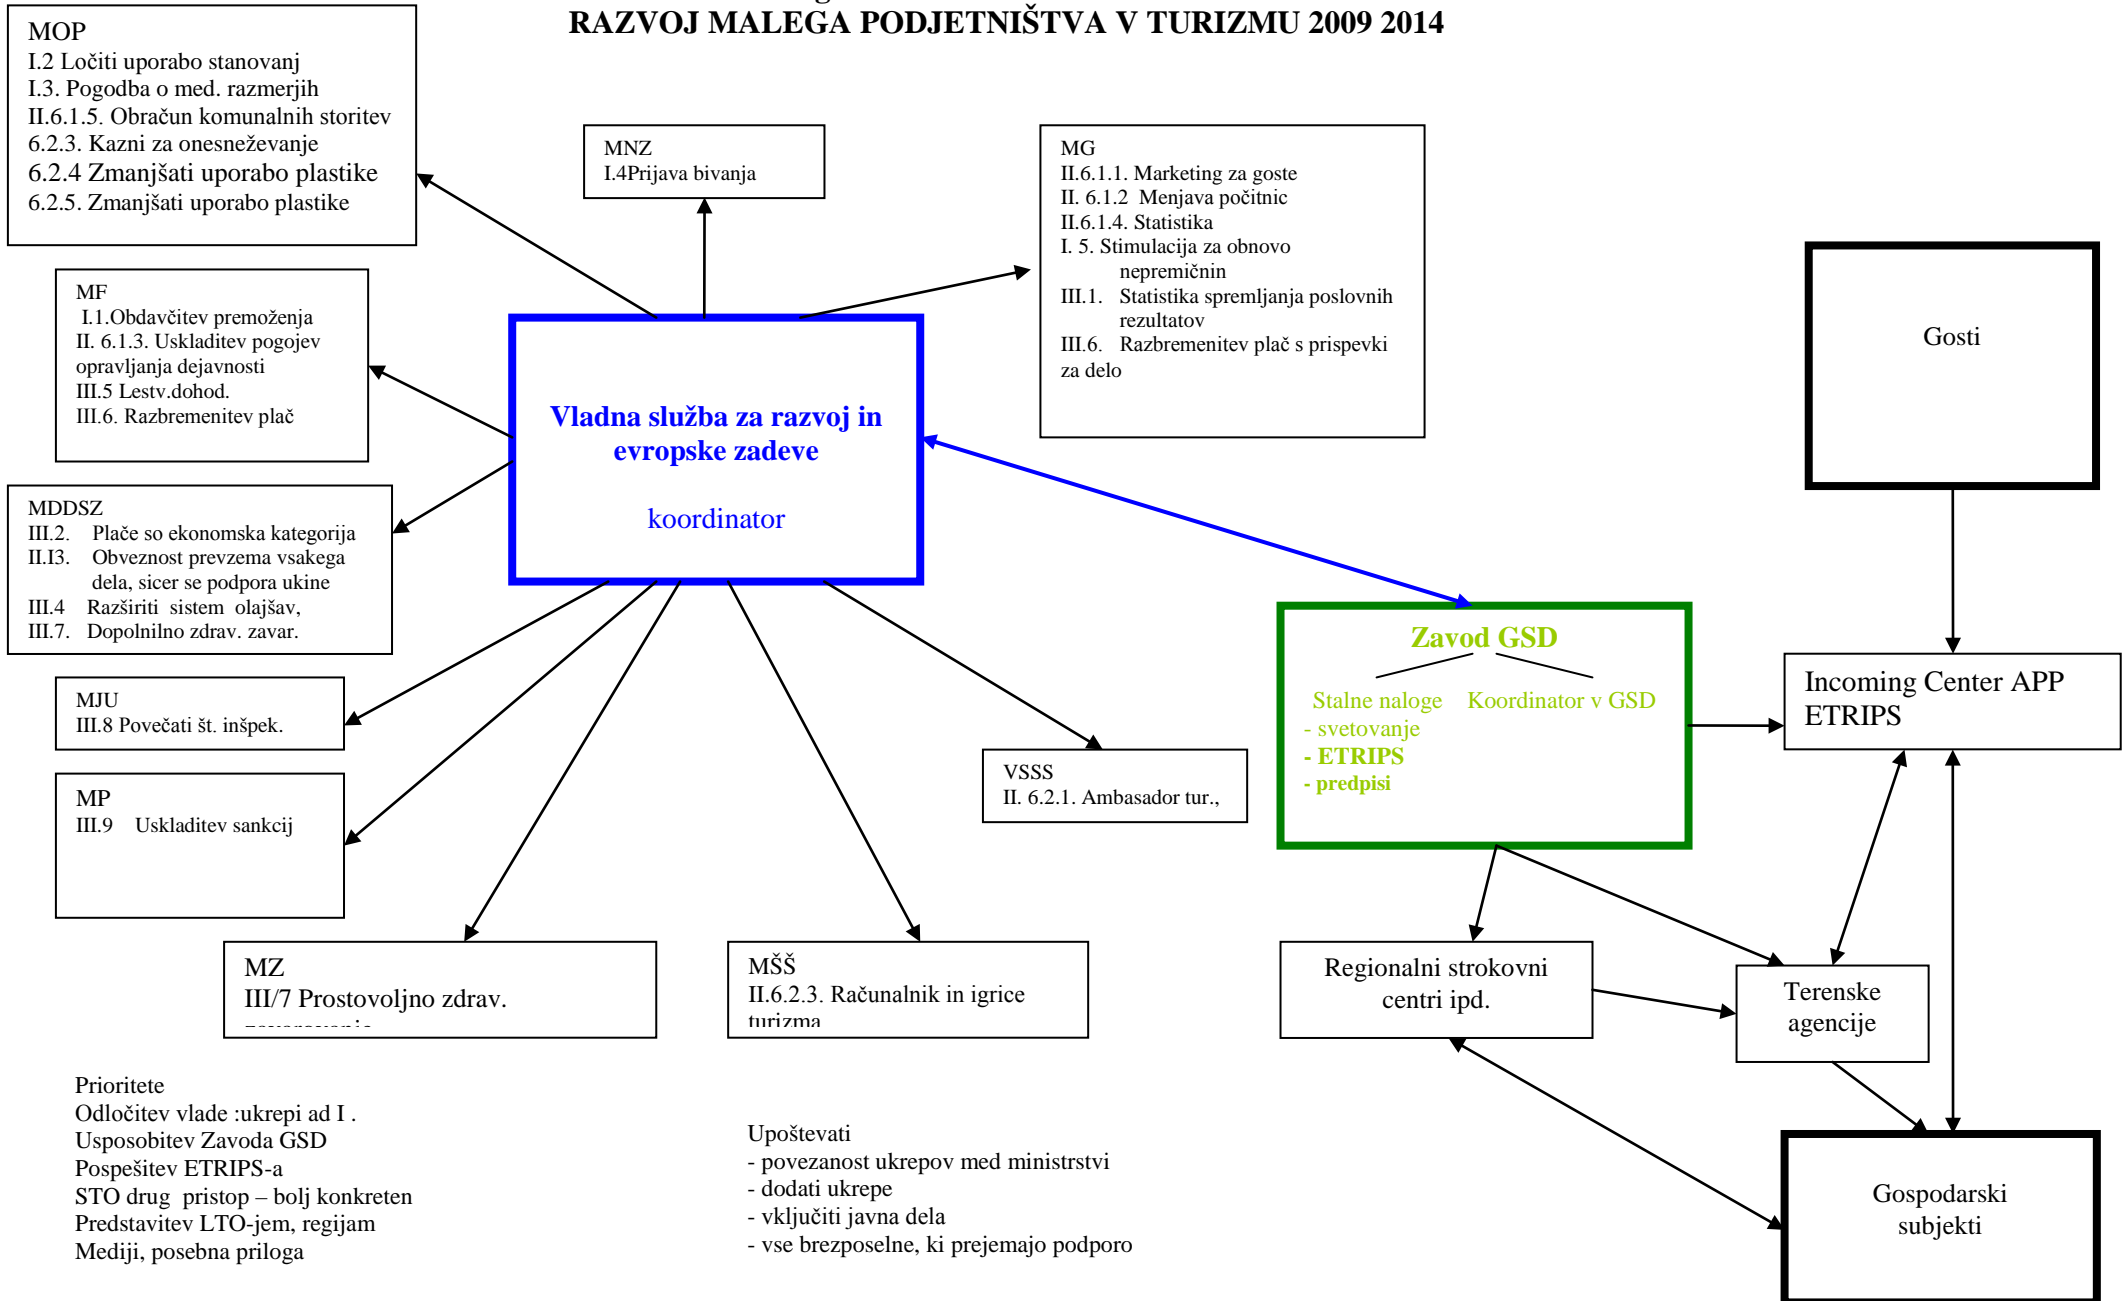 RAZVOJ MALEGA PODJETNIŠTVA V TURIZMU 2009 2014
MOP
I.2 Ločiti uporabo stanovanj
I.3. Pogodba o med. razmerjih
II.6.1.5. Obračun komunalnih storitev
6.2.3. Kazni za onesneževanje
6.2.4 Zmanjšati uporabo plastike
6.2.5. Zmanjšati uporabo plastike
MNZ
I.4Prijava bivanja
MG
II.6.1.1. Marketing za goste
II. 6.1.2 Menjava počitnic
II.6.1.4. Statistika
I. 5. Stimulacija za obnovo
nepremičnin
III.1. Statistika spremljanja poslovnih
rezultatov
III.6. Razbremenitev plač s prispevki
za delo
Gosti
MF
I.1.Obdavčitev premoženja
II. 6.1.3. Uskladitev pogojev
opravljanja dejavnosti
III.5 Lestv.dohod.
III.6. Razbremenitev plač
Vladna služba za razvoj in
evropske zadeve
koordinator
MDDSZ
III.2. Plače so ekonomska kategorija
II.I3. Obveznost prevzema vsakega
dela, sicer se podpora ukine
III.4 Razširiti sistem olajšav,
III.7. Dopolnilno zdrav. zavar.
Zavod GSD
Stalne naloge Koordinator v GSD
- svetovanje
- ETRIPS
- predpisi
Incoming Center APP
ETRIPS
MJU
III.8 Povečati št. inšpek.
VSSS
II. 6.2.1. Ambasador tur.,
MP
III.9 Uskladitev sankcij
MZ
III/7 Prostovoljno zdrav.
MŠŠ
II.6.2.3. Računalnik in igrice
turizma
Regionalni strokovni
centri ipd.
Terenske
agencije
Prioritete
Odločitev vlade :ukrepi ad I .
Usposobitev Zavoda GSD
Pospešitev ETRIPS-a
STO drug pristop – bolj konkreten
Predstavitev LTO-jem, regijam
Mediji, posebna priloga
Upoštevati
- povezanost ukrepov med ministrstvi
- dodati ukrepe
- vključiti javna dela
- vse brezposelne, ki prejemajo podporo
Gospodarski
subjekti